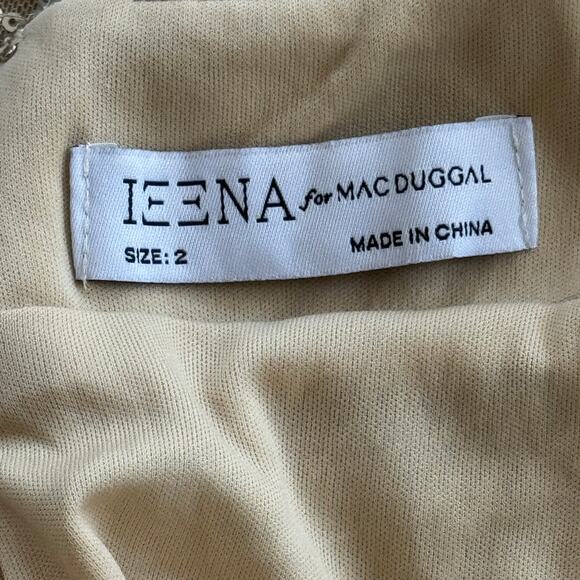 IEENA for MAC DUGGAL
SIZE: 2 MADE IN CHINA